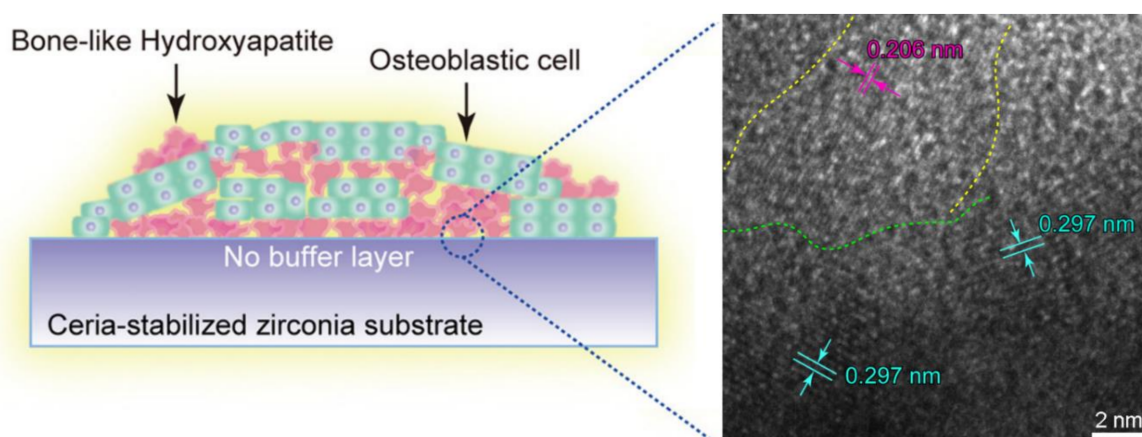 Bone-like Hydroxyapatite
Osteoblastic cell
No buffer layer
Ceria-stabilized zirconia substrate
0.206 nm
0.297 nm
0.297 nm
2 nm